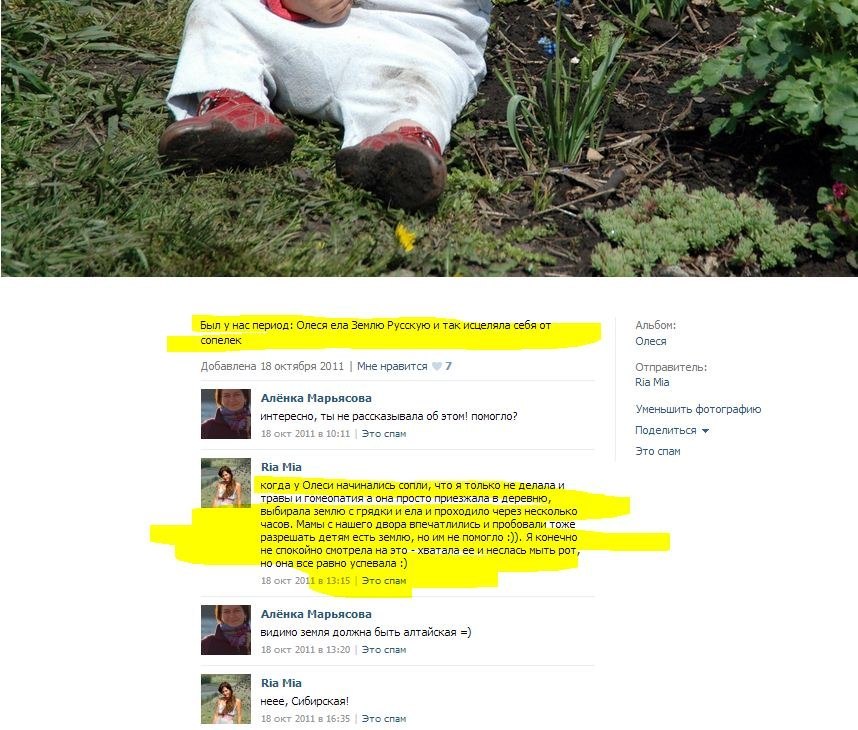 Был у нас период: Олеся ела Землю Русскую и так исцеляла себя от
сопелек
Добавлена 18 октября 2011 | Мне нравится 7
Алёнка Марьясова
интересно, ты не рассказывала об этом! помогло?
18 окт 2011 в 10:11 | Это спам
Ria Mia
когда у Олеси начинались сопли, что я только не делала и
травы и гомеопатия а она просто приезжала в деревню,
выбирала землю с грядки и ела и проходило через несколько
часов. Мамы с нашего двора впечатлились и пробовали тоже
разрешать детям есть землю, но им не помогло :)). Я конечно
не спокойно смотрела на это - хватала ее и неслась мыть рот,
но она все равно успевала :)
18 окт 2011 в 13:15 | Это спам
Алёнка Марьясова
видимо земля должна быть алтайская =)
18 окт 2011 в 13:20 | Это спам
Ria Mia
неее, Сибирская!
18 окт 2011 в 16:35 | Это спам
Альбом:
Олеся
Отправитель:
Ria Mia
Уменьшить фотографию
Поделиться
Это спам